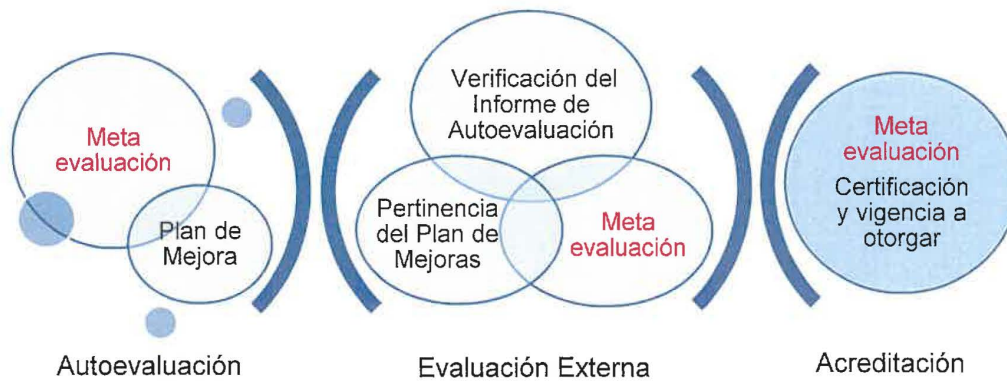 Meta
evaluación
Plan de
Mejora
Autoevaluación
Verificación del
Informe de
Autoevaluación
Pertinencia
del Plan de
Mejoras
Meta
evaluación
Evaluación Externa
Meta
evaluación
Certificación
y vigencia a
otorgar
Acreditación